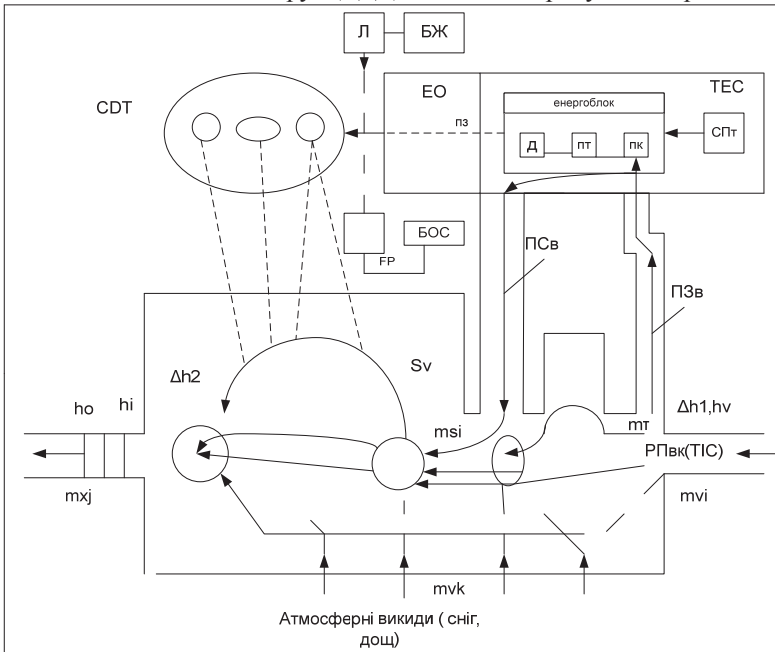 Л
БЖ
CDT
ЕО
ТЕС
енергоблок
пз
СПт
Д
пт
пк
БОС
FP
ПСв
ПЗв
Sv
Δh2
ho
hi
msi
mт
Δh1,hv
РПвк(ТІС)
mxj
mvi
mvk
Атмосферні викиди ( сніг,
дощ)